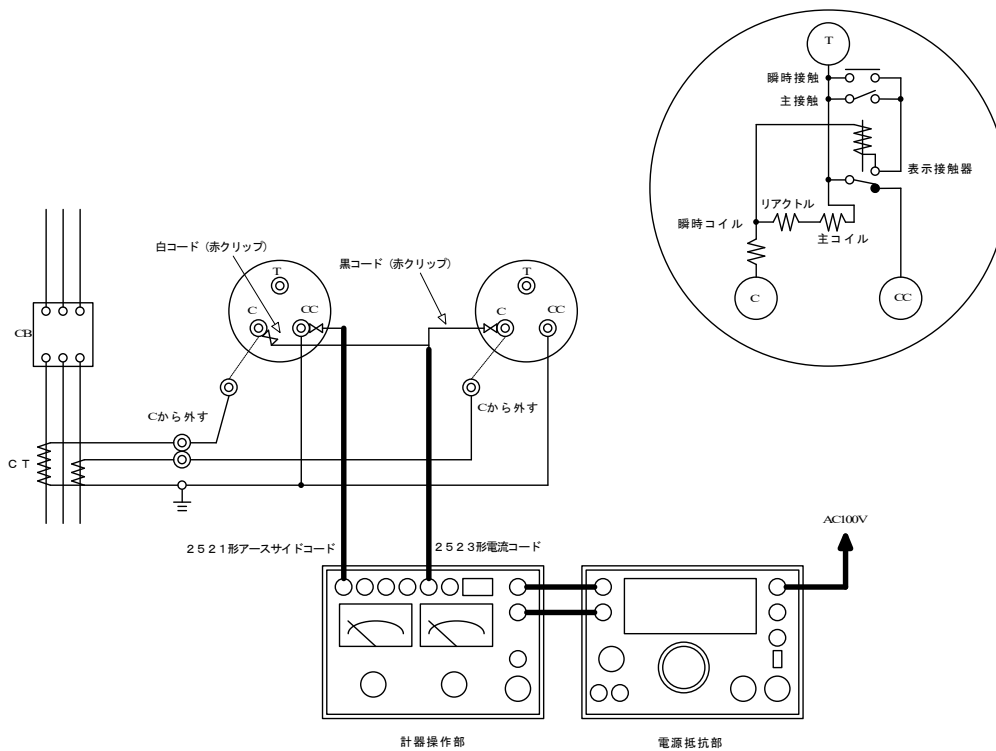 T
瞬時接触
主接触
表示接触器
リアクトル
瞬時コイル
主コイル
C
CC
白コード（赤クリップ）
黒コード（赤クリップ）
T
C
CC
T
C
CC
CB
Cから外す
Cから外す
ＣＴ
AC100V
２５２１形アースサイドコード
２５２３形電流コード
計器操作部
電源抵抗部